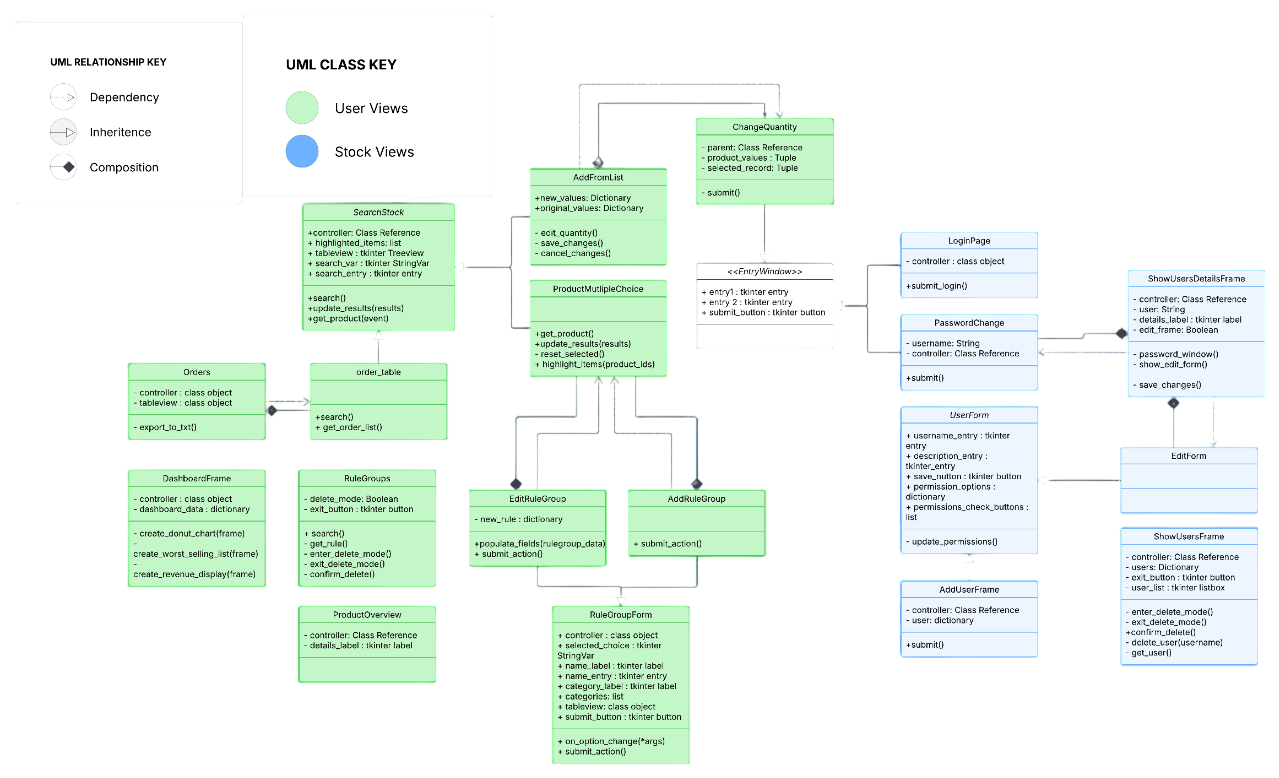 UML RELATIONSHIP KEY
Dependency
Inheritence
Composition
UML CLASS KEY
User Views
Stock Views
ChangeQuantity
- parent: Class Reference
- product_values : Tuple
- selected_record: Tuple
- submit()
AddFromList
+new_values: Dictionary
+original_values: Dictionary
- edit_quantity()
- save_changes()
- cancel_changes()
SearchStock
+controller: Class Reference
+ highlighted_items: list
+ tableview : tkinter Treeview
+ search_var : tkinter StringVar
+ search_entry : tkinter entry
+search()
+update_results(results)
+get_product(event)
ProductMutlipleChoice
+get_product()
+update_results(results)
- reset_selected()
+ highlight_items(product_ids)
<<EntryWindow>>
+ entry1 : tkinter entry
+ entry 2 : tkinter entry
+ submit_button : tkinter button
LoginPage
- controller : class object
+submit_login()
PasswordChange
- username: String
- controller: Class Reference
+submit()
ShowUsersDetailsFrame
- controller: Class Reference
- user: String
- details_label : tkinter label
- edit_frame: Boolean
- password_window()
- show_edit_form()
- save_changes()
Orders
- controller : class object
- tableview : class object
- export_to_txt()
order_table
+search()
+ get_order_list()
UserForm
+ username_entry : tkinter
entry
+ description_entry :
tkinter_entry
+ save_nutton : tkinter button
+ permission_options :
dictionary
+ permissions_check_buttons :
list
- update_permissions()
EditForm
DashboardFrame
- controller : class object
- dashboard_data : dictionary
- create_donut_chart(frame)
-
create_worst_selling_list(frame)
-
create_revenue_display(frame)
RuleGroups
- delete_mode: Boolean
- exit_button : tkinter button
+ search()
- get_rule()
- enter_delete_mode()
- exit_delete_mode()
- confirm_delete()
EditRuleGroup
- new_rule : dictionary
+populate_fields(rulegroup_data)
+ submit_action()
AddRuleGroup
+ submit_action()
ShowUsersFrame
- controller: Class Reference
- users: Dictionary
- exit_button : tkinter button
- user_list : tkinter listbox
- enter_delete_mode()
- exit_delete_mode()
+confirm_delete()
- delete_user(username)
- get_user()
AddUserFrame
- controller: Class Reference
- user: dictionary
+submit()
ProductOverview
- controller: Class Reference
- details_label : tkinter label
RuleGroupForm
+ controller : class object
+ selected_choice : tkinter
StringVar
+ name_label : tkinter label
+ name_entry : tkinter entry
+ category_label : tkinter label
+ categories: list
+ tableview: class object
+ submit_button : tkinter button
+ on_option_change(*args)
+ submit_action()